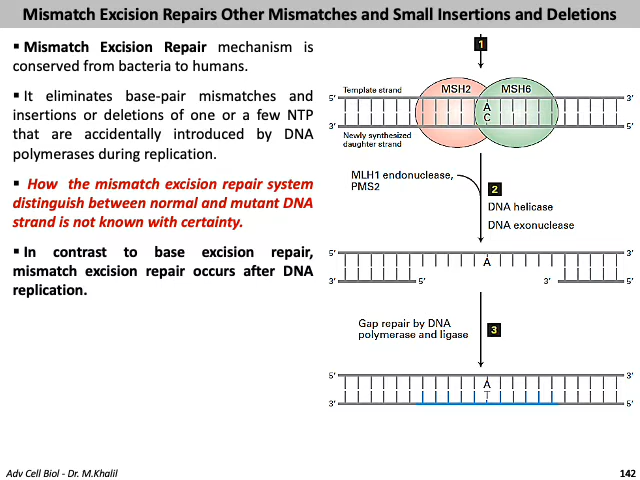 Mismatch Excision Repairs Other Mismatches and Small Insertions and Deletions
▪ Mismatch Excision Repair mechanism is
conserved from bacteria to humans.
▪ It eliminates base-pair mismatches and
insertions or deletions of one or a few NTP
that are accidentally introduced by DNA
polymerases during replication.
▪ How the mismatch excision repair system
distinguish between normal and mutant DNA
strand is not known with certainty.
▪ In contrast to base excision repair,
mismatch excision repair occurs after DNA
replication.
1
Template strand
MSH2 MSH6
5′ 3′
A
C
3′ 5′
Newly synthesized
daughter strand
MLH1 endonuclease,
PMS2
2
DNA helicase
DNA exonuclease
5′ 3′
A
3′ 5′ 3′ 5′
Gap repair by DNA
polymerase and ligase
3
5′ 3′
A
T
3′ 5′
Adv Cell Biol - Dr. M.Khalil
142